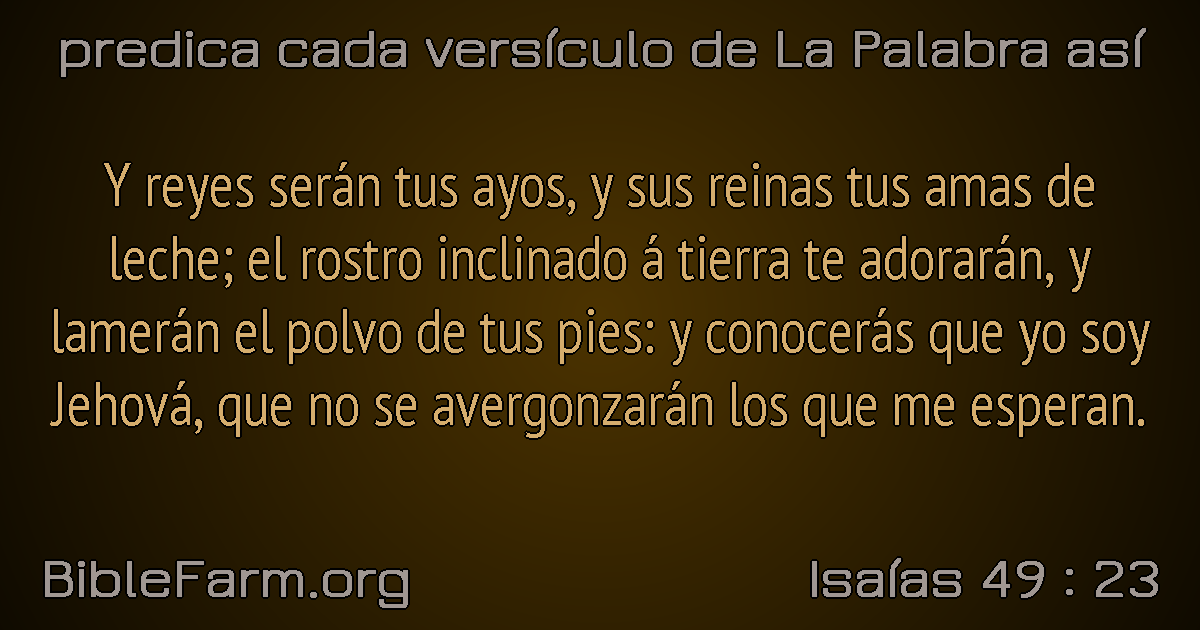 predica cada versículo de La Palabra así
Y reyes serán tus ayos, y sus reinas tus amas de
leche; el rostro inclinado á tierra te adorarán, y
lamerán el polvo de tus pies: y conocerás que yo soy
Jehová, que no se avergonzarán los que me esperan.
BibleFarm.org
Isaías 49 : 23